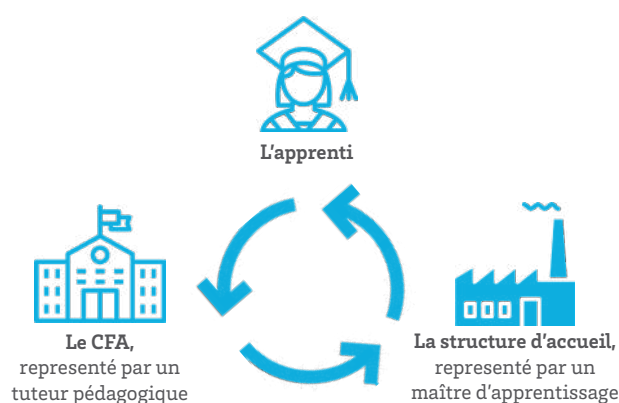 L'apprenti
Le CFA,
representé par un
tuteur pédagogique
La structure d'accueil,
representé par un
maître d'apprentissage